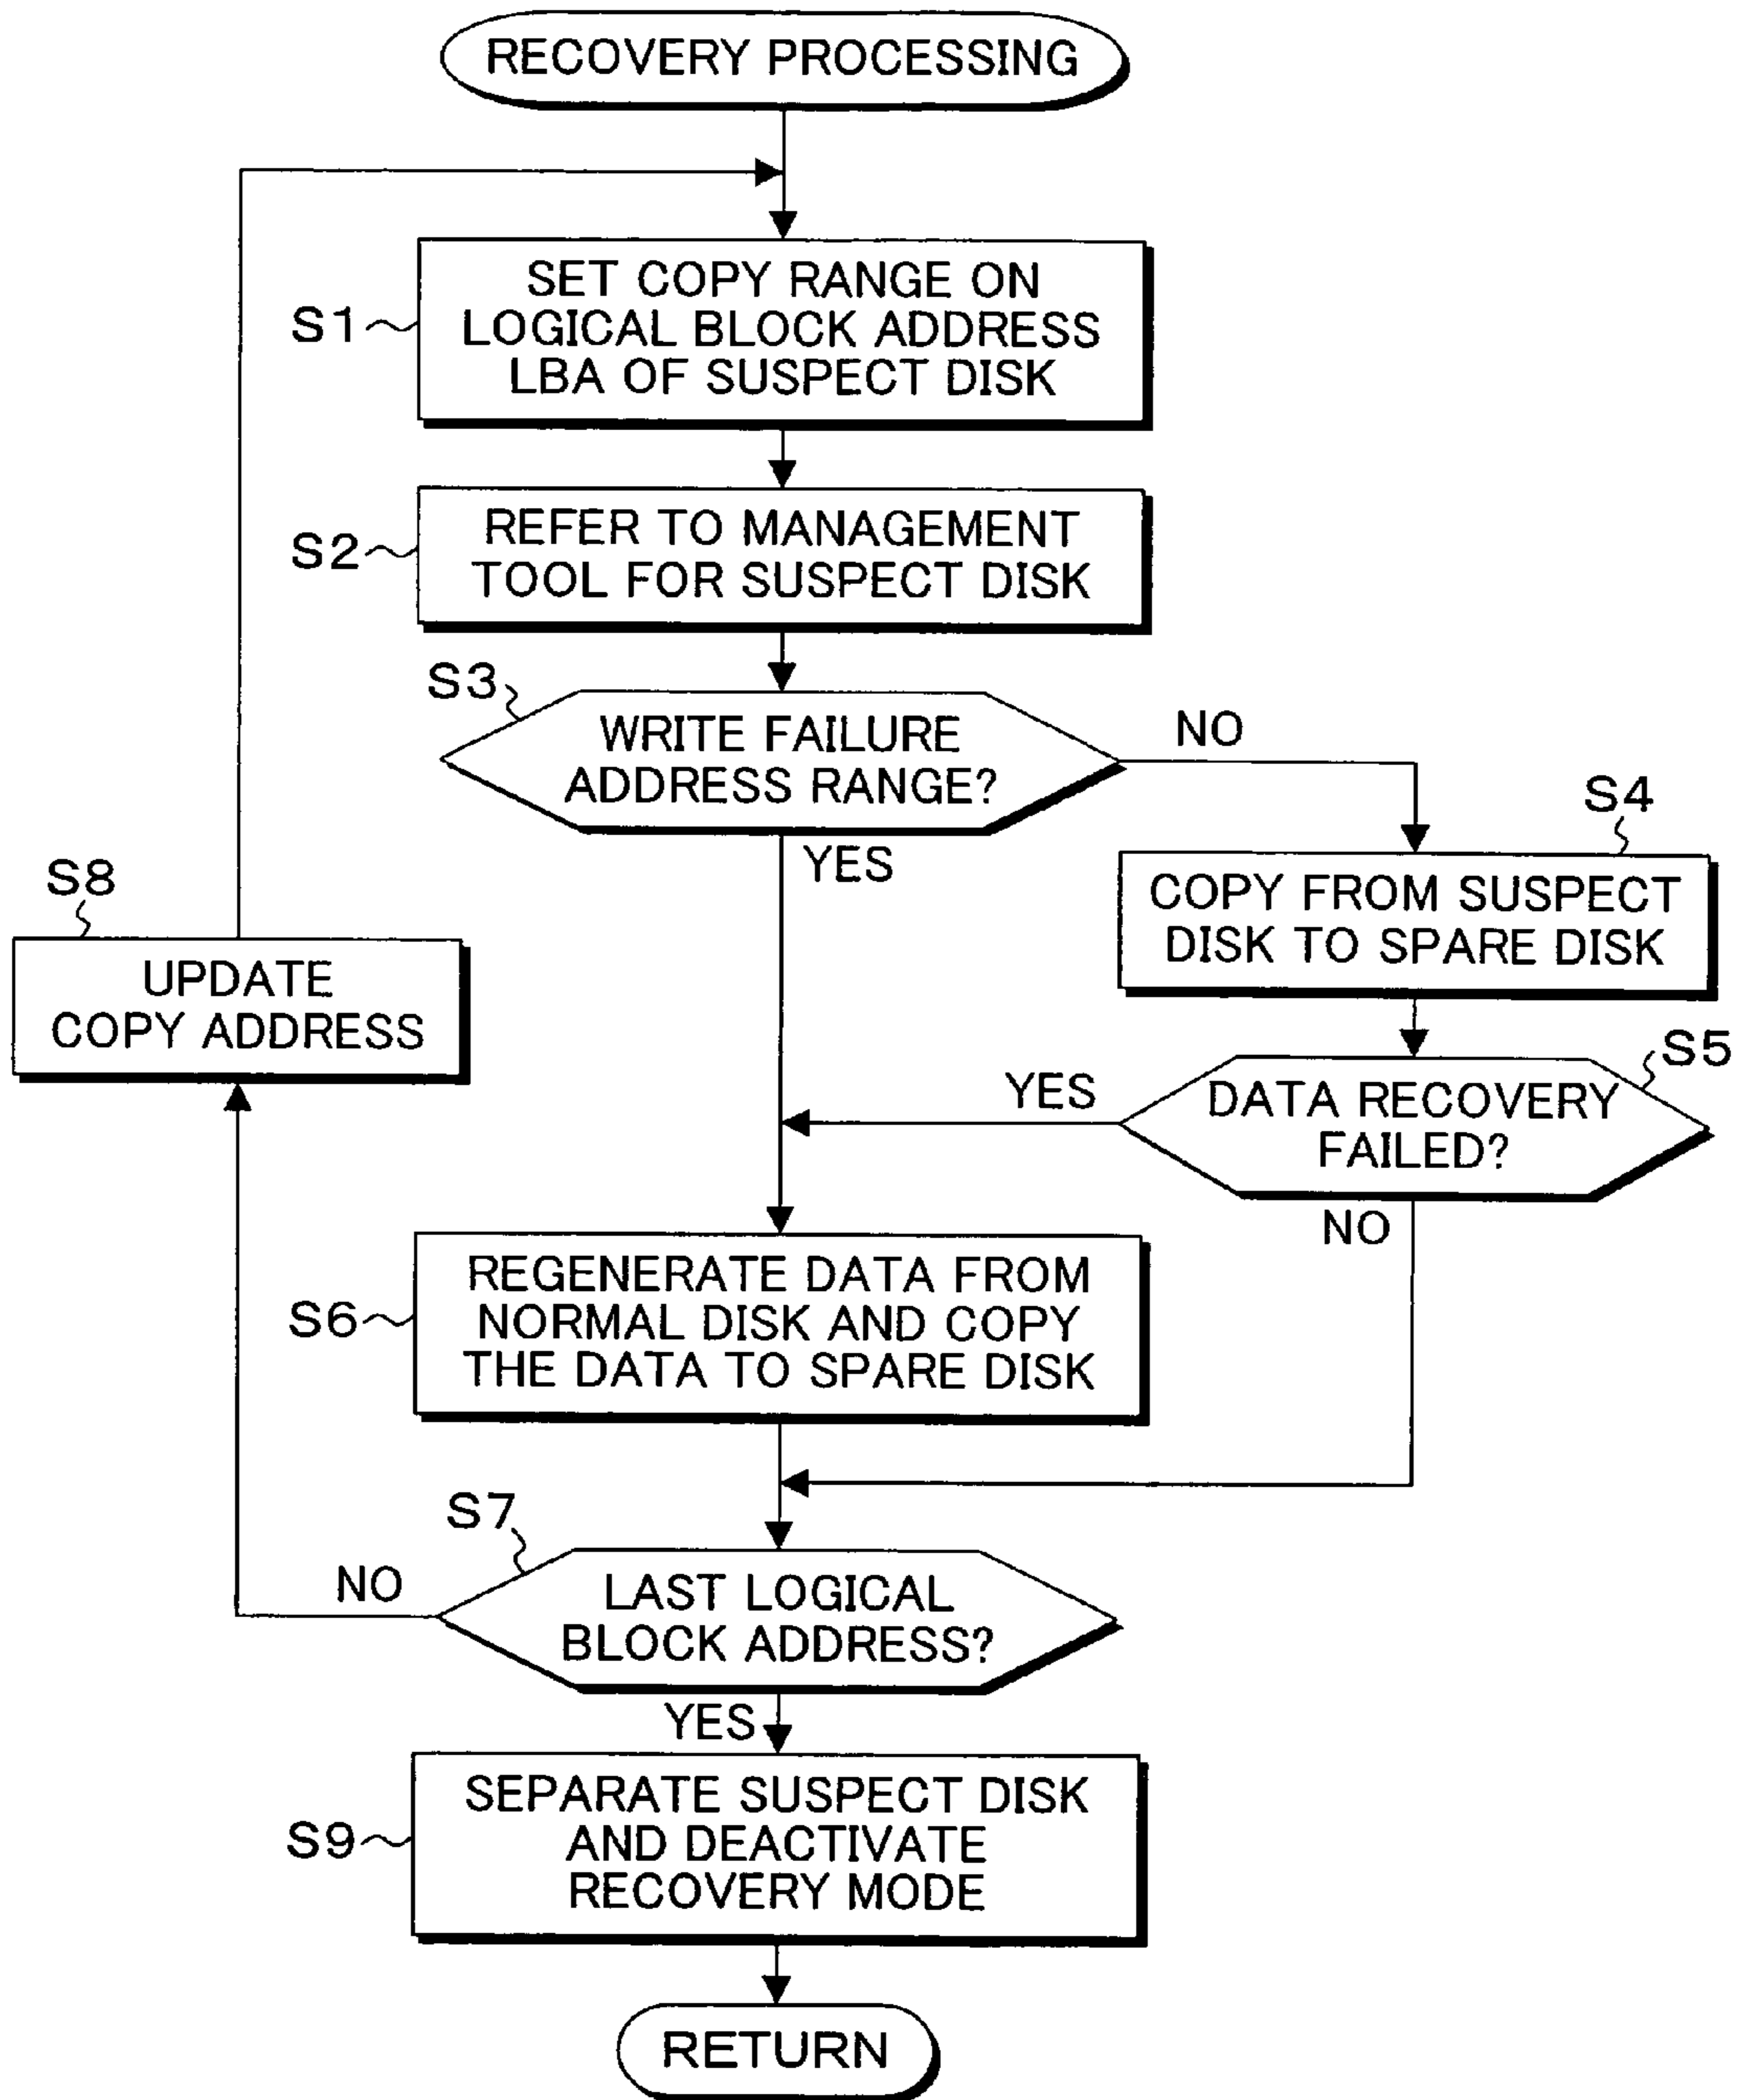 RECOVERY PROCESSING
S1
SET COPY RANGE ON
LOGICAL BLOCK ADDRESS
LBA OF SUSPECT DISK
S2
REFER TO MANAGEMENT
TOOL FOR SUSPECT DISK
S3
WRITE FAILURE
ADDRESS RANGE?
NO
YES
S4
COPY FROM SUSPECT
DISK TO SPARE DISK
S8
UPDATE
COPY ADDRESS
S5
DATA RECOVERY
FAILED?
YES
NO
S6
REGENERATE DATA FROM
NORMAL DISK AND COPY
THE DATA TO SPARE DISK
S7
LAST LOGICAL
BLOCK ADDRESS?
NO
YES
S9
SEPARATE SUSPECT DISK
AND DEACTIVATE
RECOVERY MODE
RETURN